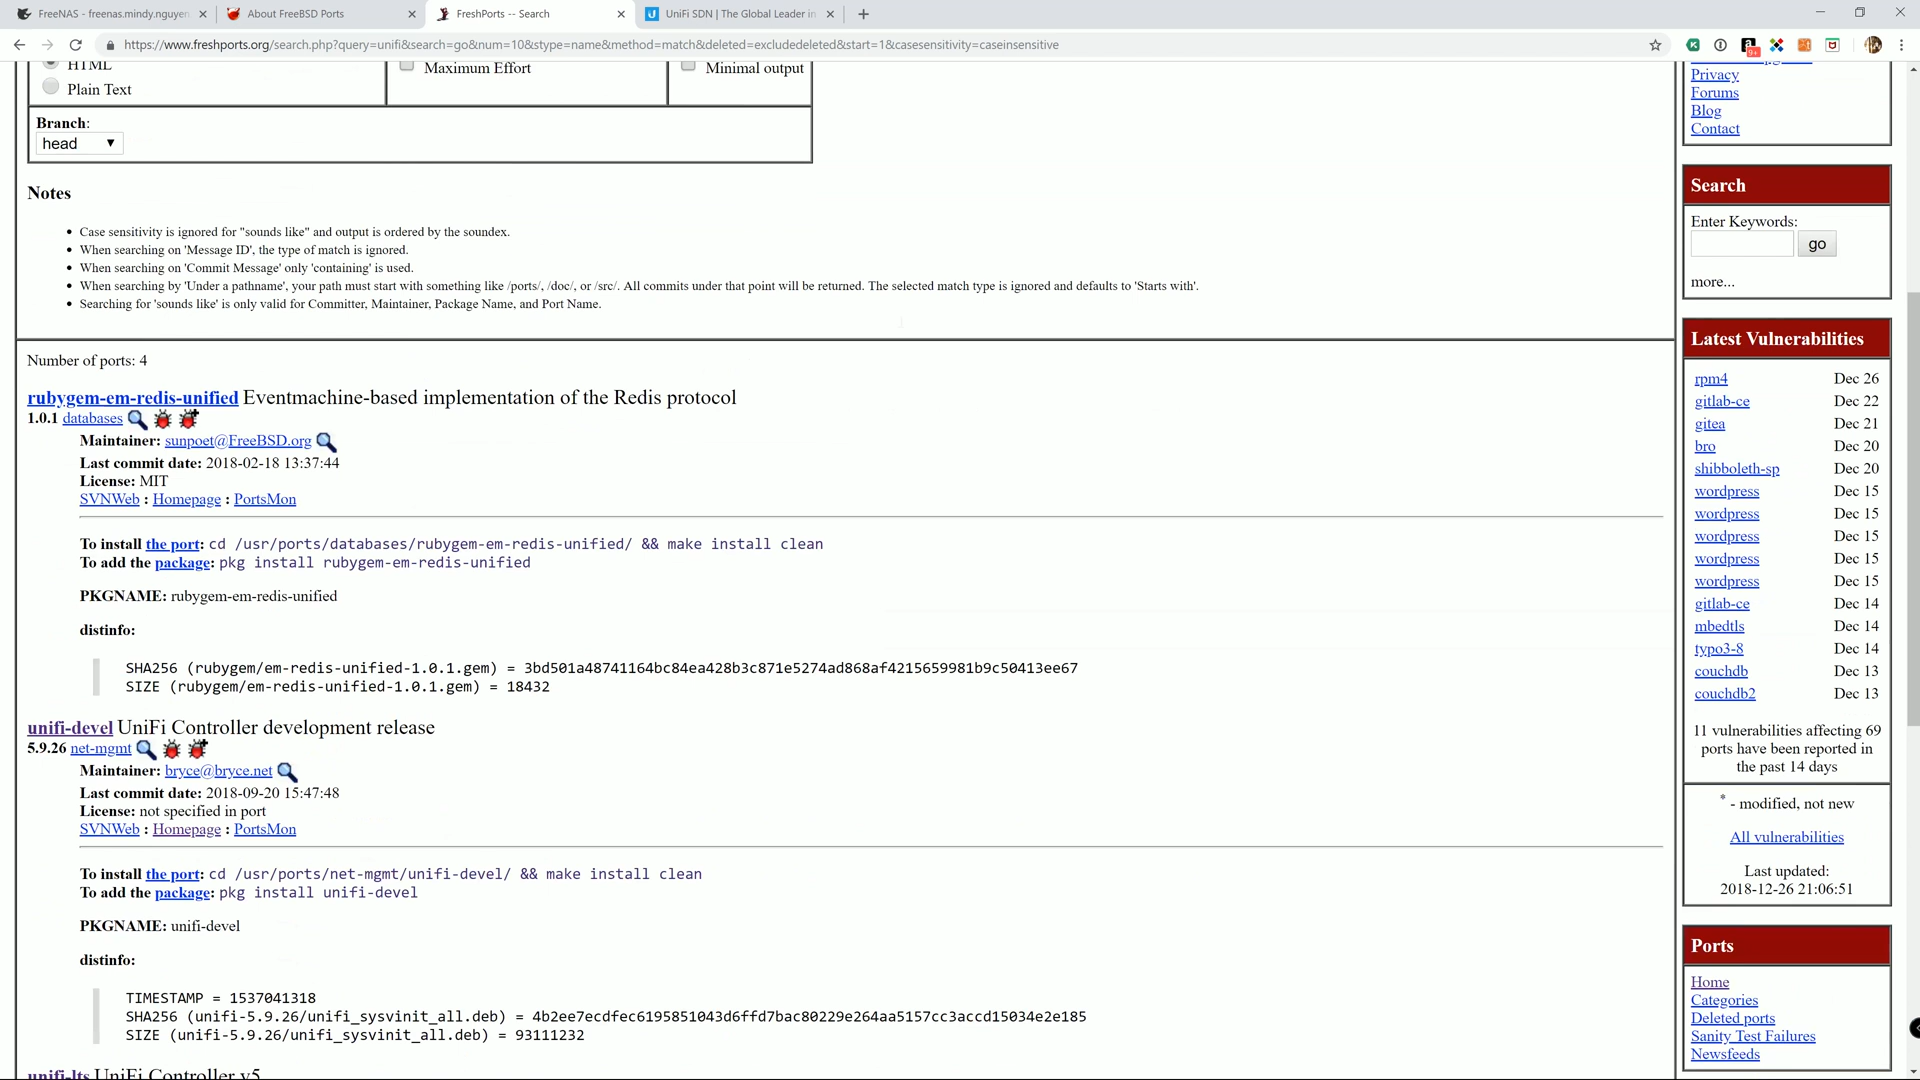 FreeNAS - freenas.mindy.nguyen
About FreeBSD Ports
FreshPorts -- Search
UniFi SDN | The Global Leader in
https://www.freshports.org/search.php?query=unifi&search=go&num=10&stype=name&method=match&deleted=excludedeleted&start=1&casesensitivity=caseinsensitive
9+
HTML
Maximum Effort
Minimal output
Plain Text
Branch:
head
Notes
Case sensitivity is ignored for "sounds like" and output is ordered by the soundex.
When searching on 'Message ID', the type of match is ignored.
When searching on 'Commit Message' only 'containing' is used.
When searching by 'Under a pathname', your path must start with something like /ports/, /doc/, or /src/. All commits under that point will be returned. The selected match type is ignored and defaults to 'Starts with'.
Searching for 'sounds like' is only valid for Committer, Maintainer, Package Name, and Port Name.
Number of ports: 4
rubygem-em-redis-unified Eventmachine-based implementation of the Redis protocol
1.0.1 databases
Maintainer: sunpoet@FreeBSD.org
Last commit date: 2018-02-18 13:37:44
License: MIT
SVNWeb : Homepage : PortsMon
To install the port: cd /usr/ports/databases/rubygem-em-redis-unified/ && make install clean
To add the package: pkg install rubygem-em-redis-unified
PKGNAME: rubygem-em-redis-unified
distinfo:
SHA256 (rubygem/em-redis-unified-1.0.1.gem) = 3bd501a48741164bc84ea428b3c871e5274ad868af4215659981b9c50413ee67
SIZE (rubygem/em-redis-unified-1.0.1.gem) = 18432
unifi-devel UniFi Controller development release
5.9.26 net-mgmt
Maintainer: bryce@bryce.net
Last commit date: 2018-09-20 15:47:48
License: not specified in port
SVNWeb : Homepage : PortsMon
To install the port: cd /usr/ports/net-mgmt/unifi-devel/ && make install clean
To add the package: pkg install unifi-devel
PKGNAME: unifi-devel
distinfo:
TIMESTAMP = 1537041318
SHA256 (unifi-5.9.26/unifi_sysvinit_all.deb) = 4b2ee7ecdfec6195851043d6ffd7bac80229e264aa5157cc3accd15034e2e185
SIZE (unifi-5.9.26/unifi_sysvinit_all.deb) = 93111232
unifi-lts UniFi Controller v5
Privacy
Forums
Blog
Contact
Search
Enter Keywords:
go
more...
Latest Vulnerabilities
rpm4 Dec 26
gitlab-ce Dec 22
gitea Dec 21
bro Dec 20
shibboleth-sp Dec 20
wordpress Dec 15
wordpress Dec 15
wordpress Dec 15
wordpress Dec 15
wordpress Dec 15
gitlab-ce Dec 14
mbedtls Dec 14
typo3-8 Dec 14
couchdb Dec 13
couchdb2 Dec 13
11 vulnerabilities affecting 69
ports have been reported in
the past 14 days
* - modified, not new
All vulnerabilities
Last updated:
2018-12-26 21:06:51
Ports
Home
Categories
Deleted ports
Sanity Test Failures
Newsfeeds